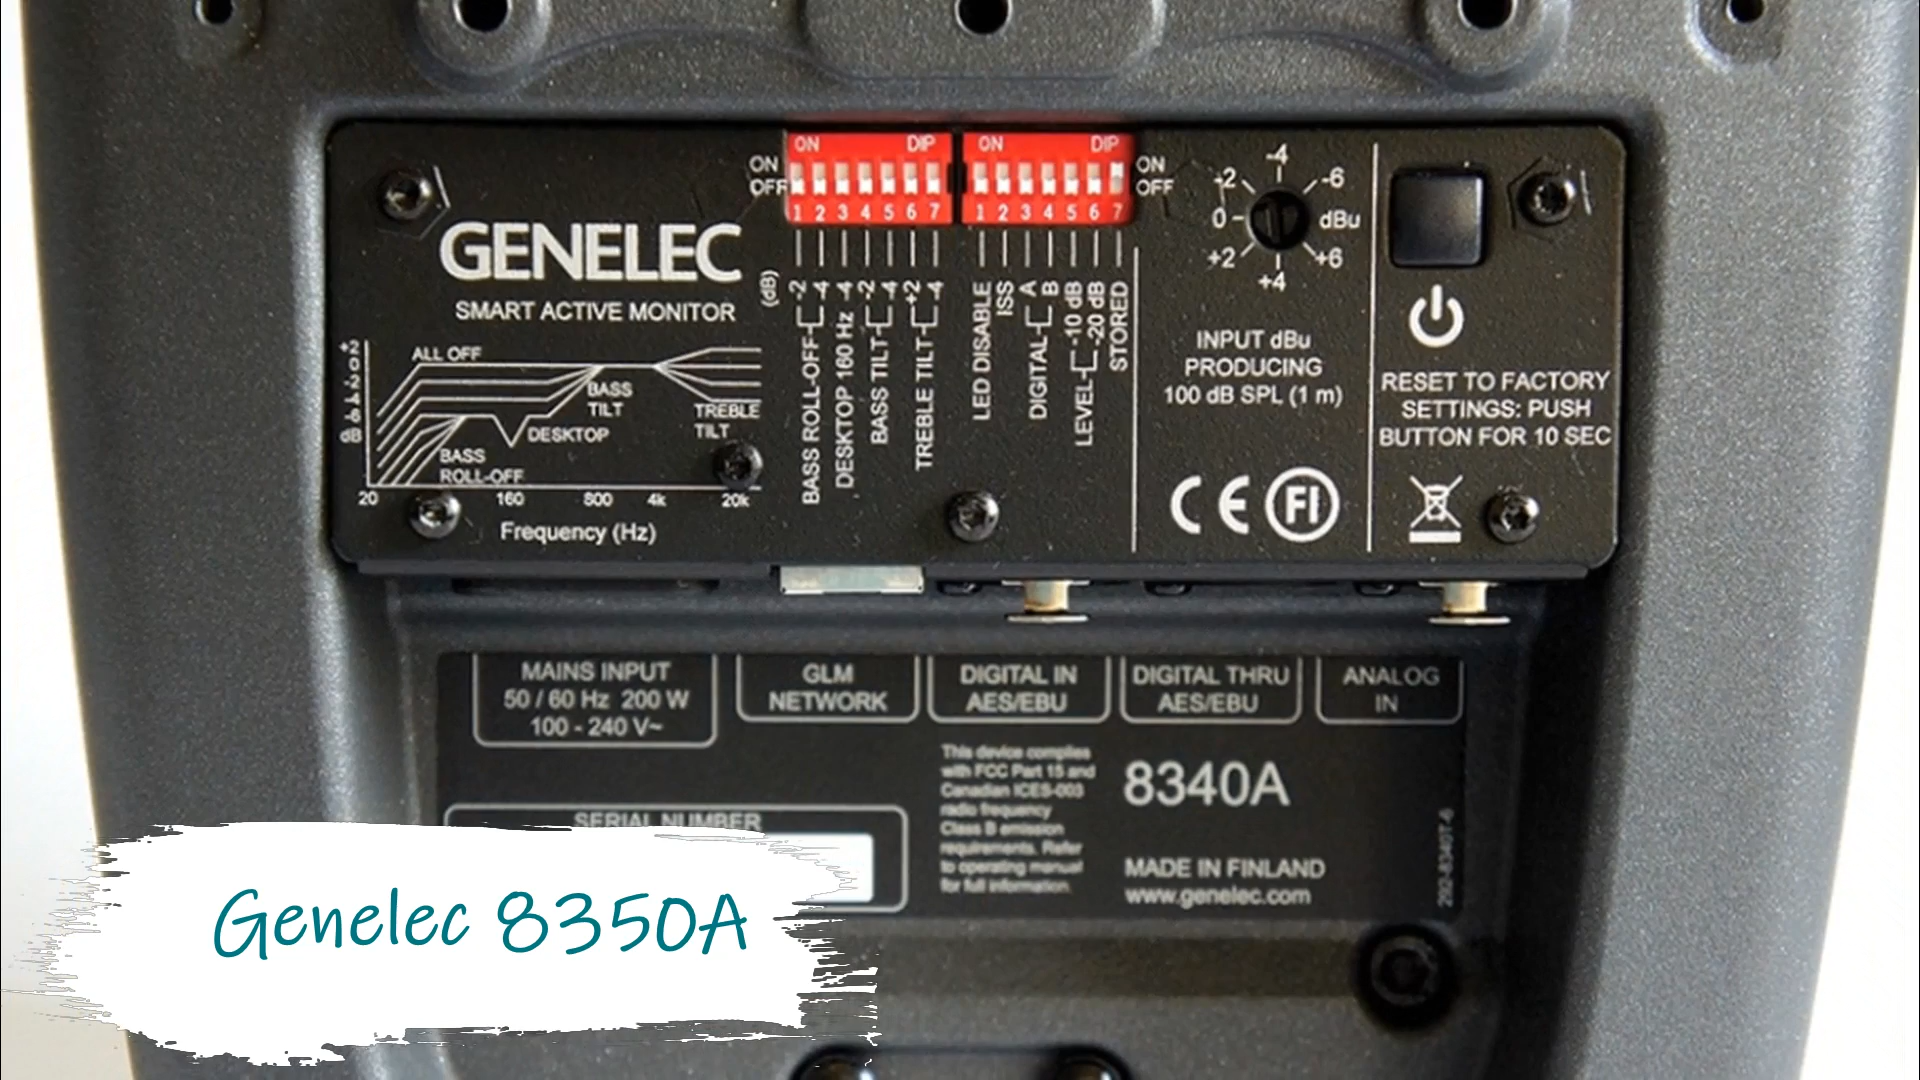 ON DIP ON DIP
ON ON
OFF OFF
1 2 3 4 5 6 7 1 2 3 4 5 6 7
GENELEC
SMART ACTIVE MONITOR
+2
0
-2
-4
-6
dB
ALL OFF
BASS
TILT
TREBLE
TILT
DESKTOP
BASS
ROLL-OFF
20 160 800 4k 20k
Frequency (Hz)
(dB)
BASS ROLL-OFF -2 -4
DESKTOP 160 Hz -4
BASS TILT -2 -4
TREBLE TILT +2 -4
LED DISABLE
ISS
DIGITAL A B
LEVEL -10 dB -20 dB
STORED
-4
-2 -6
0 dBu
+2 +6
+4
INPUT dBu
PRODUCING
100 dB SPL (1 m)
CE FI
RESET TO FACTORY
SETTINGS: PUSH
BUTTON FOR 10 SEC
MAINS INPUT
50 / 60 Hz 200 W
100 - 240 V~
GLM
NETWORK
DIGITAL IN
AES/EBU
DIGITAL THRU
AES/EBU
ANALOG
IN
This device complies
with FCC Part 15 and
Canadian ICES-003
radio frequency
Class B emission
requirements. Refer
to operating manual
for full information.
8340A
MADE IN FINLAND
www.genelec.com
292-8340T-6
SERIAL NUMBER
Genelec 8350A